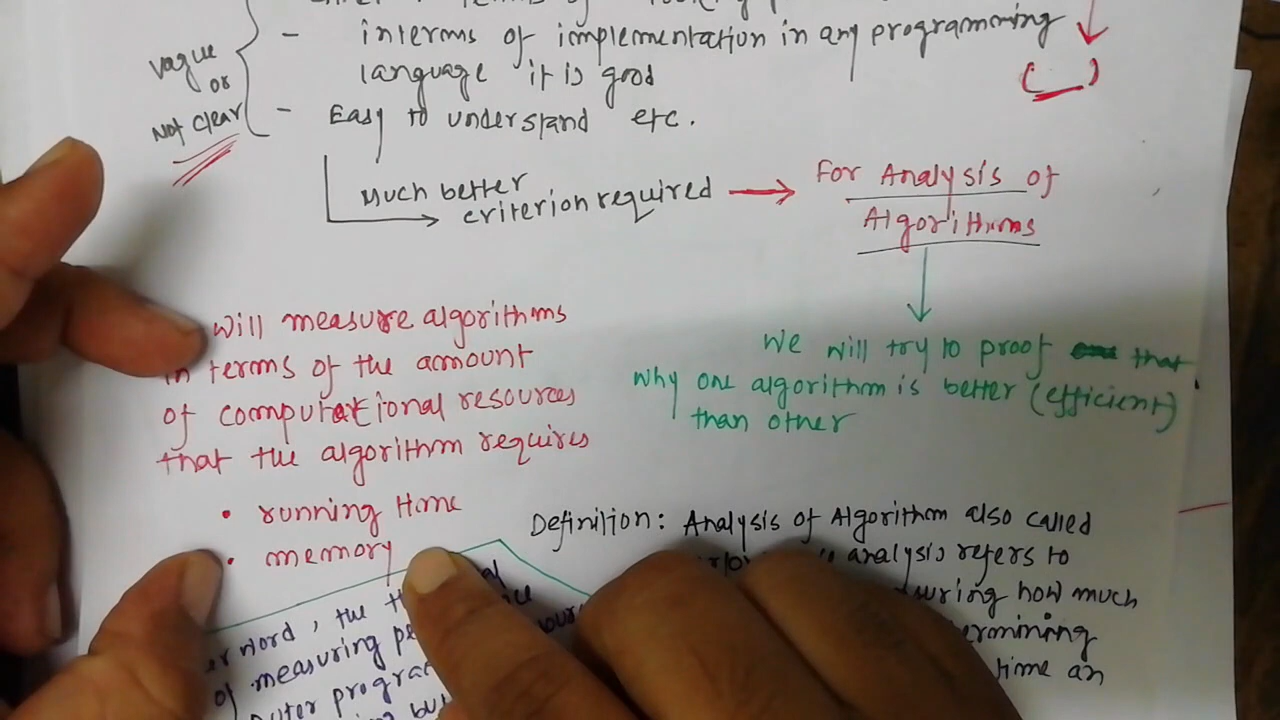 - interms of implementation in any programming
language it is good
- Easy to understand etc.
vague
or
Not clear
Much better
criterion required → For Analysis of
Algorithms
Will measure algorithms
in terms of the amount
of computational resources
that the algorithm requires
• running time
• memory
We will try to proof that
why one algorithm is better (efficient)
than other
Definition: Analysis of Algorithm also called
analysis refers to
how much
time an
word, the
of measuring